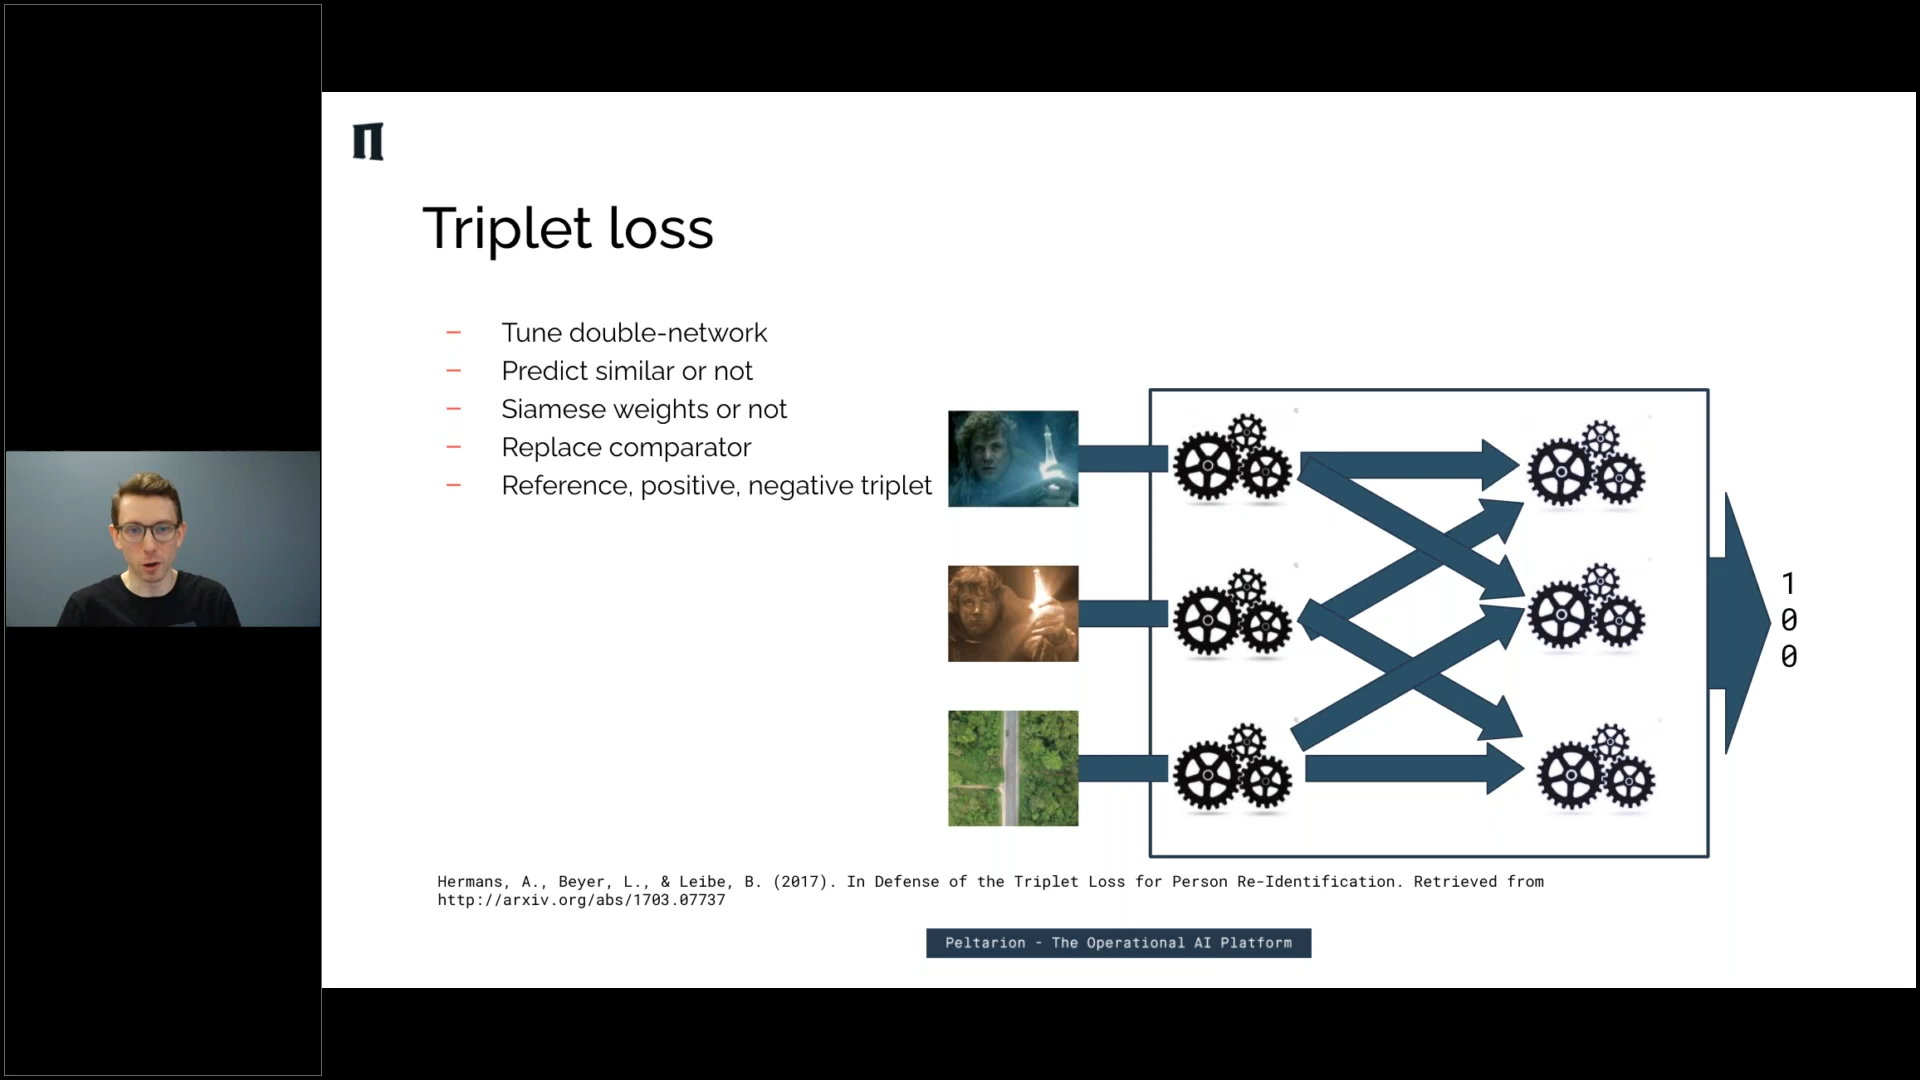 Triplet loss
– Tune double-network
– Predict similar or not
– Siamese weights or not
– Replace comparator
– Reference, positive, negative triplet
1
0
0
Hermans, A., Beyer, L., & Leibe, B. (2017). In Defense of the Triplet Loss for Person Re-Identification. Retrieved from
http://arxiv.org/abs/1703.07737
Peltarion - The Operational AI Platform